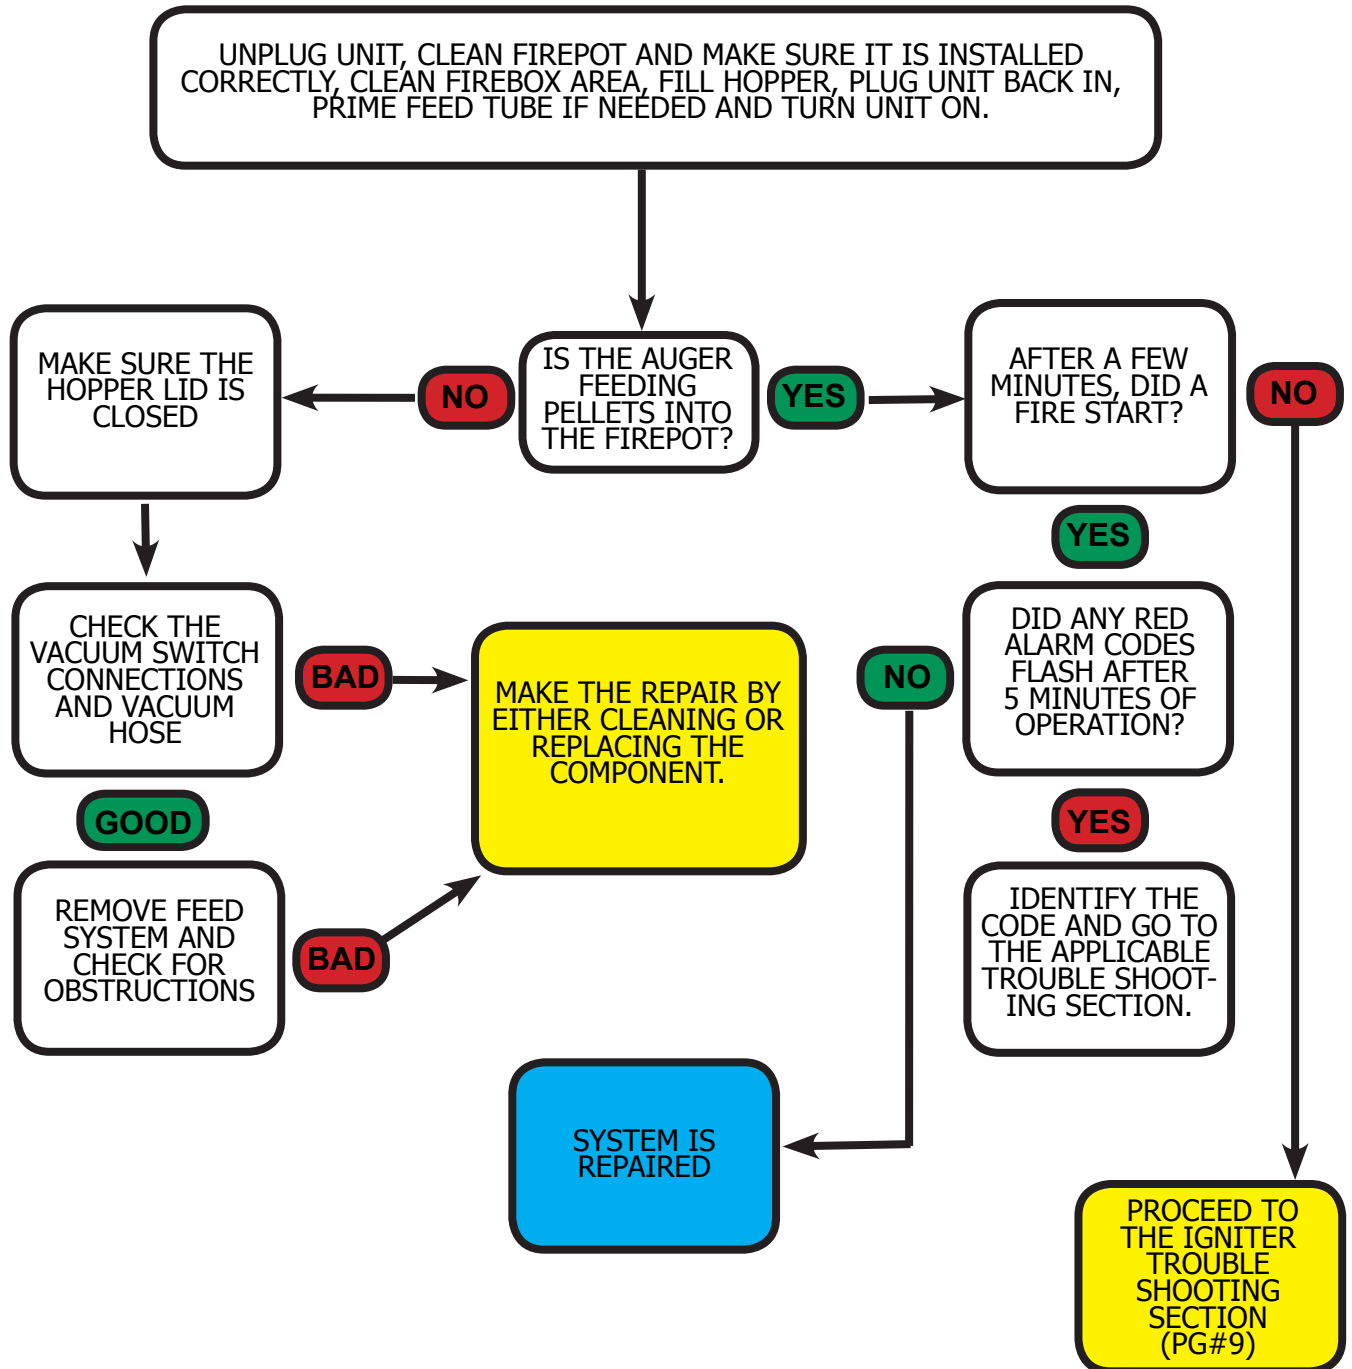 UNPLUG UNIT, CLEAN FIREPOT AND MAKE SURE IT IS INSTALLED
CORRECTLY, CLEAN FIREBOX AREA, FILL HOPPER, PLUG UNIT BACK IN,
PRIME FEED TUBE IF NEEDED AND TURN UNIT ON.
MAKE SURE THE
HOPPER LID IS
CLOSED
NO
IS THE AUGER
FEEDING
PELLETS INTO
THE FIREPOT?
YES
AFTER A FEW
MINUTES, DID A
FIRE START?
NO
YES
CHECK THE
VACUUM SWITCH
CONNECTIONS
AND VACUUM
HOSE
BAD
MAKE THE REPAIR BY
EITHER CLEANING OR
REPLACING THE
COMPONENT.
NO
DID ANY RED
ALARM CODES
FLASH AFTER
5 MINUTES OF
OPERATION?
GOOD
YES
REMOVE FEED
SYSTEM AND
CHECK FOR
OBSTRUCTIONS
BAD
IDENTIFY THE
CODE AND GO TO
THE APPLICABLE
TROUBLE SHOOT-
ING SECTION.
SYSTEM IS
REPAIRED
PROCEED TO
THE IGNITER
TROUBLE
SHOOTING
SECTION
(PG#9)